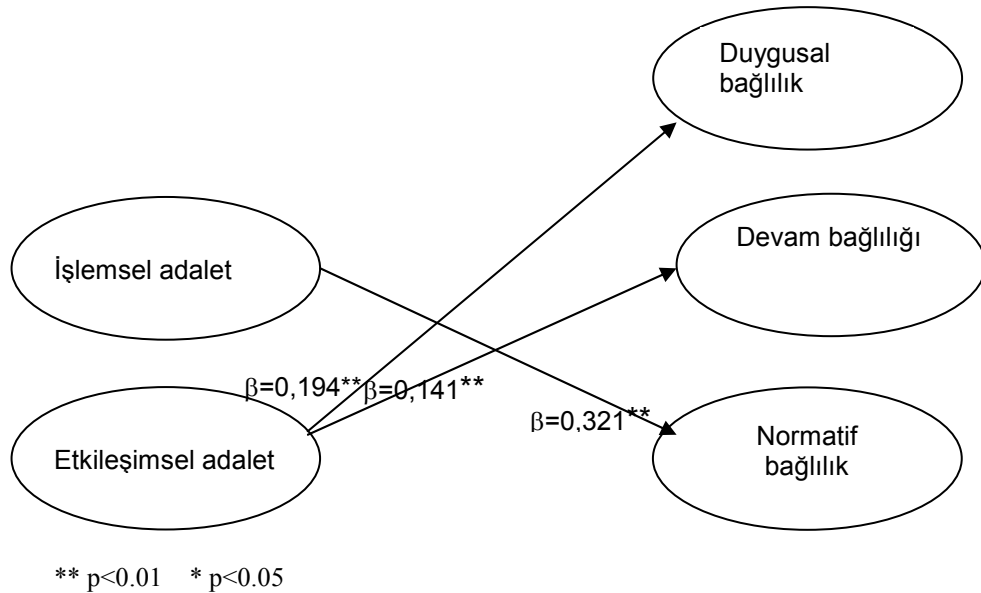 Duygusal
bağlılık
Devam bağlılığı
İşlemsel adalet
β=0,194**
β=0,141**
β=0,321**
Etkileşimsel adalet
Normatif
bağlılık
** p<0.01 * p<0.05